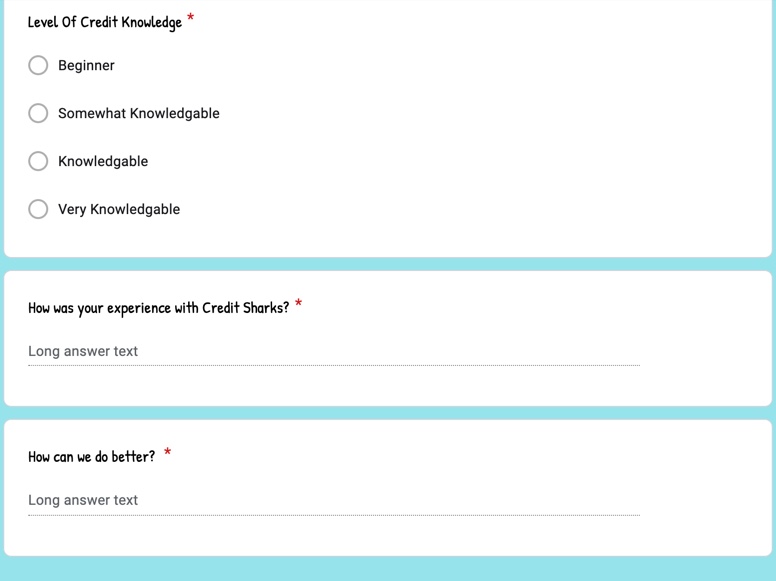 Level Of Credit Knowledge *
Beginner
Somewhat Knowledgable
Knowledgable
Very Knowledgable
How was your experience with Credit Sharks? *
Long answer text
How can we do better? *
Long answer text